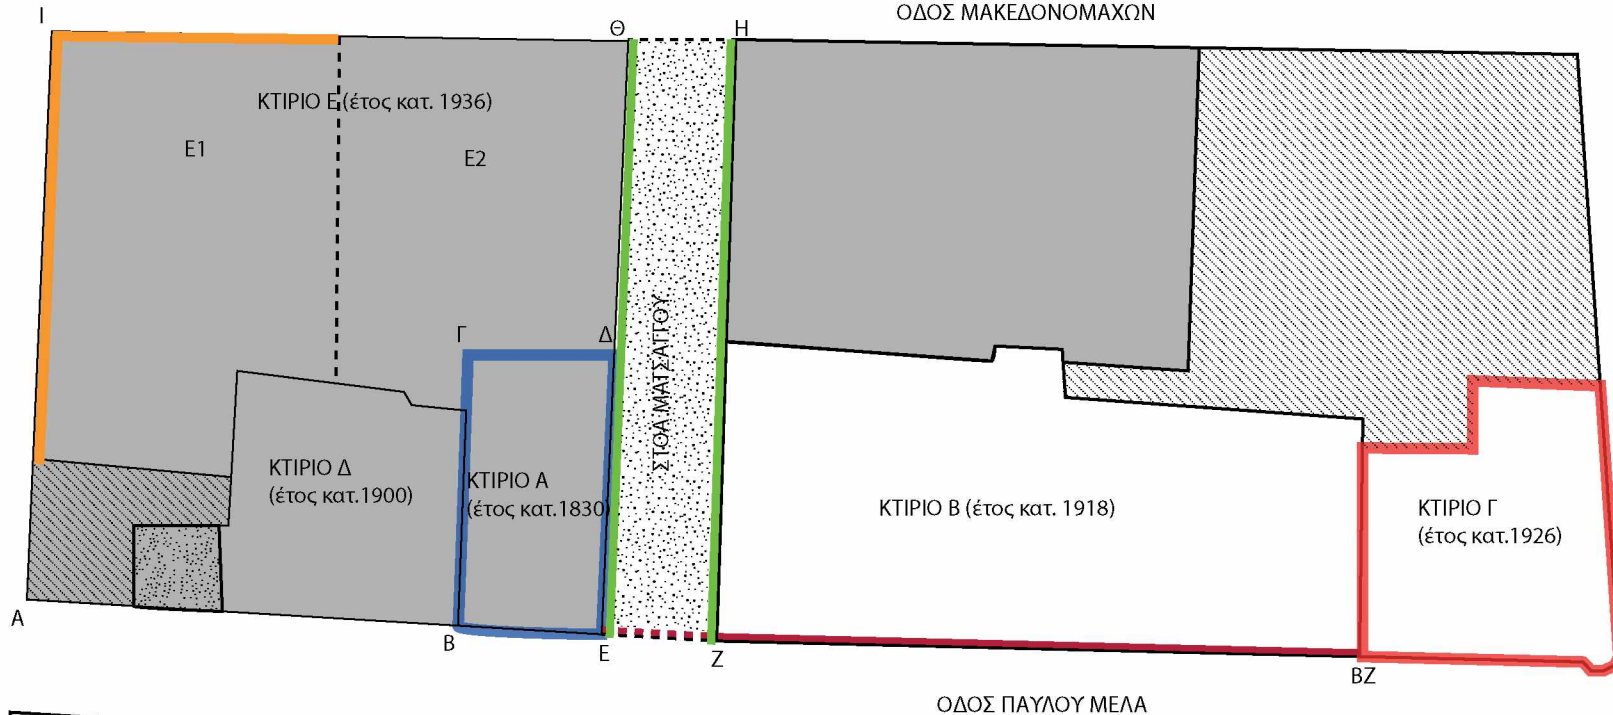 ΟΔΟΣ ΜΑΚΕΔΟΝΟΜΑΧΩΝ
Ι
Θ
Η
ΚΤΙΡΙΟ Ε (έτος κατ. 1936)
Ε1
Ε2
Γ
Δ
ΣΤΟΑ ΜΑΤΣΑΓΓΟΥ
ΚΤΙΡΙΟ Δ
(έτος κατ.1900)
ΚΤΙΡΙΟ Α
(έτος κατ.1830)
ΚΤΙΡΙΟ Β (έτος κατ. 1918)
ΚΤΙΡΙΟ Γ
(έτος κατ.1926)
Α
Β
Ε
Ζ
ΒΖ
ΟΔΟΣ ΠΑΥΛΟΥ ΜΕΛΑ